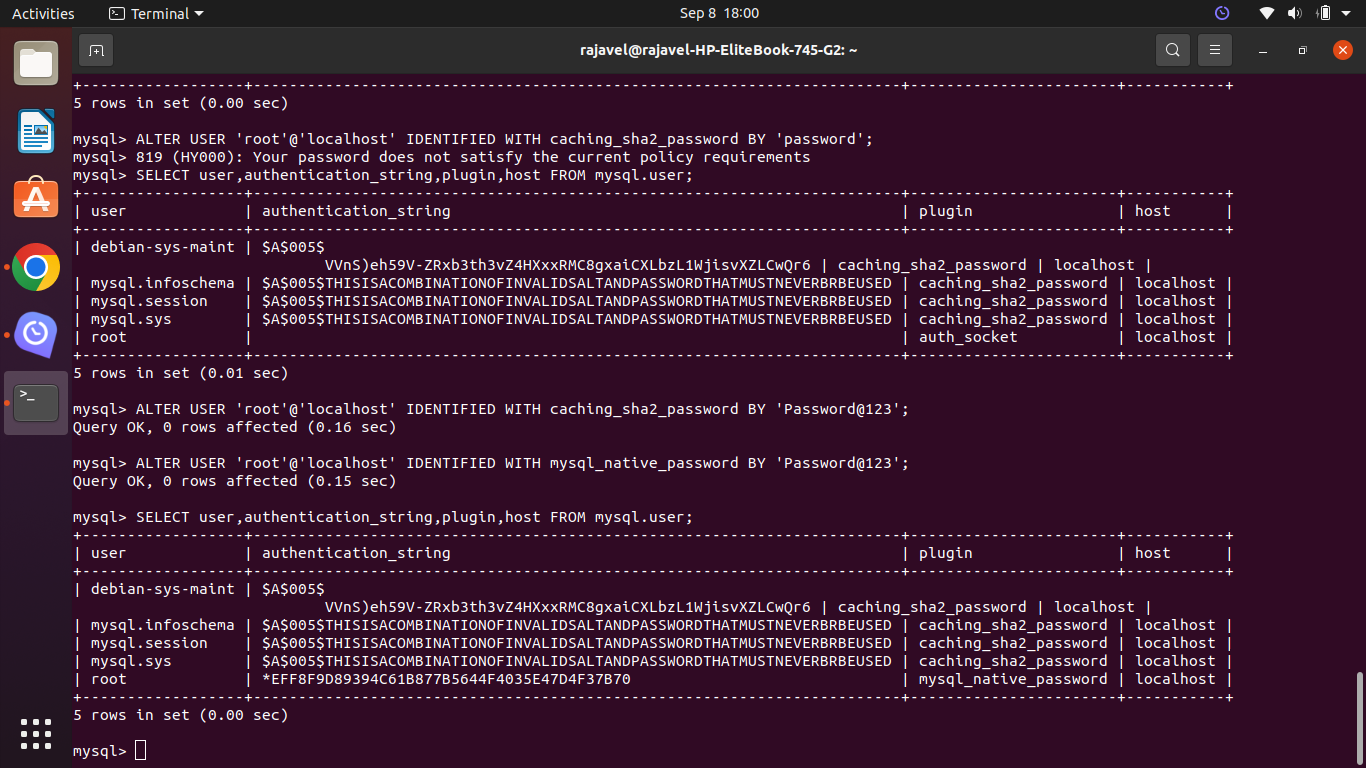 Activities
Terminal
Sep 8 18:00
rajavel@rajavel-HP-EliteBook-745-G2: ~
+------------------+------------------------------------------------------------------------+-----------------------+-----------+
5 rows in set (0.00 sec)
mysql> ALTER USER 'root'@'localhost' IDENTIFIED WITH caching_sha2_password BY 'password';
mysql> 819 (HY000): Your password does not satisfy the current policy requirements
mysql> SELECT user,authentication_string,plugin,host FROM mysql.user;
+------------------+------------------------------------------------------------------------+-----------------------+-----------+
| user             | authentication_string                                                  | plugin                | host      |
+------------------+------------------------------------------------------------------------+-----------------------+-----------+
| debian-sys-maint | $A$005$
VVnS)eh59V-ZRxb3th3vZ4HXxxRMC8gxaiCXLbzL1WjisvXZLCwQr6 | caching_sha2_password | localhost |
| mysql.infoschema | $A$005$THISISACOMBINATIONOFINVALIDSALTANDPASSWORDTHATMUSTNEVERBRBEUSED | caching_sha2_password | localhost |
| mysql.session    | $A$005$THISISACOMBINATIONOFINVALIDSALTANDPASSWORDTHATMUSTNEVERBRBEUSED | caching_sha2_password | localhost |
| mysql.sys        | $A$005$THISISACOMBINATIONOFINVALIDSALTANDPASSWORDTHATMUSTNEVERBRBEUSED | caching_sha2_password | localhost |
| root             |                                                                        | auth_socket           | localhost |
+------------------+------------------------------------------------------------------------+-----------------------+-----------+
5 rows in set (0.01 sec)
mysql> ALTER USER 'root'@'localhost' IDENTIFIED WITH caching_sha2_password BY 'Password@123';
Query OK, 0 rows affected (0.16 sec)
mysql> ALTER USER 'root'@'localhost' IDENTIFIED WITH mysql_native_password BY 'Password@123';
Query OK, 0 rows affected (0.15 sec)
mysql> SELECT user,authentication_string,plugin,host FROM mysql.user;
+------------------+------------------------------------------------------------------------+-----------------------+-----------+
| user             | authentication_string                                                  | plugin                | host      |
+------------------+------------------------------------------------------------------------+-----------------------+-----------+
| debian-sys-maint | $A$005$
VVnS)eh59V-ZRxb3th3vZ4HXxxRMC8gxaiCXLbzL1WjisvXZLCwQr6 | caching_sha2_password | localhost |
| mysql.infoschema | $A$005$THISISACOMBINATIONOFINVALIDSALTANDPASSWORDTHATMUSTNEVERBRBEUSED | caching_sha2_password | localhost |
| mysql.session    | $A$005$THISISACOMBINATIONOFINVALIDSALTANDPASSWORDTHATMUSTNEVERBRBEUSED | caching_sha2_password | localhost |
| mysql.sys        | $A$005$THISISACOMBINATIONOFINVALIDSALTANDPASSWORDTHATMUSTNEVERBRBEUSED | caching_sha2_password | localhost |
| root             | *EFF8F9D89394C61B877B5644F4035E47D4F37B70                              | mysql_native_password | localhost |
+------------------+------------------------------------------------------------------------+-----------------------+-----------+
5 rows in set (0.00 sec)
mysql>